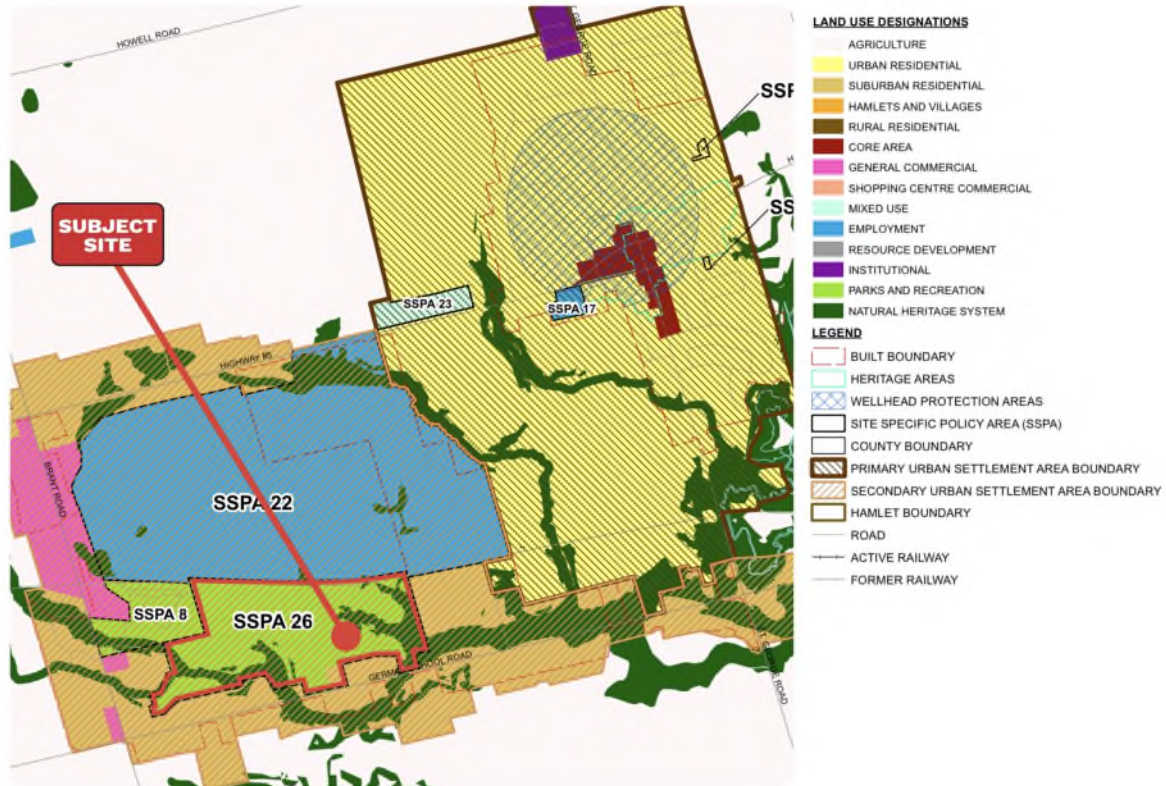 HOWELL ROAD
SUBJECT
SITE
SSPA 23
SSPA 17
HIGHWAY
BRANT ROAD
SSPA 22
SSPA 8
SSPA 26
ROAD
LAND USE DESIGNATIONS
AGRICULTURE
URBAN RESIDENTIAL
SUBURBAN RESIDENTIAL
HAMLETS AND VILLAGES
RURAL RESIDENTIAL
CORE AREA
GENERAL COMMERCIAL
SHOPPING CENTRE COMMERCIAL
MIXED USE
EMPLOYMENT
RESOURCE DEVELOPMENT
INSTITUTIONAL
PARKS AND RECREATION
NATURAL HERITAGE SYSTEM
LEGEND
BUILT BOUNDARY
HERITAGE AREAS
WELLHEAD PROTECTION AREAS
SITE SPECIFIC POLICY AREA (SSPA)
COUNTY BOUNDARY
PRIMARY URBAN SETTLEMENT AREA BOUNDARY
SECONDARY URBAN SETTLEMENT AREA BOUNDARY
HAMLET BOUNDARY
ROAD
ACTIVE RAILWAY
FORMER RAILWAY